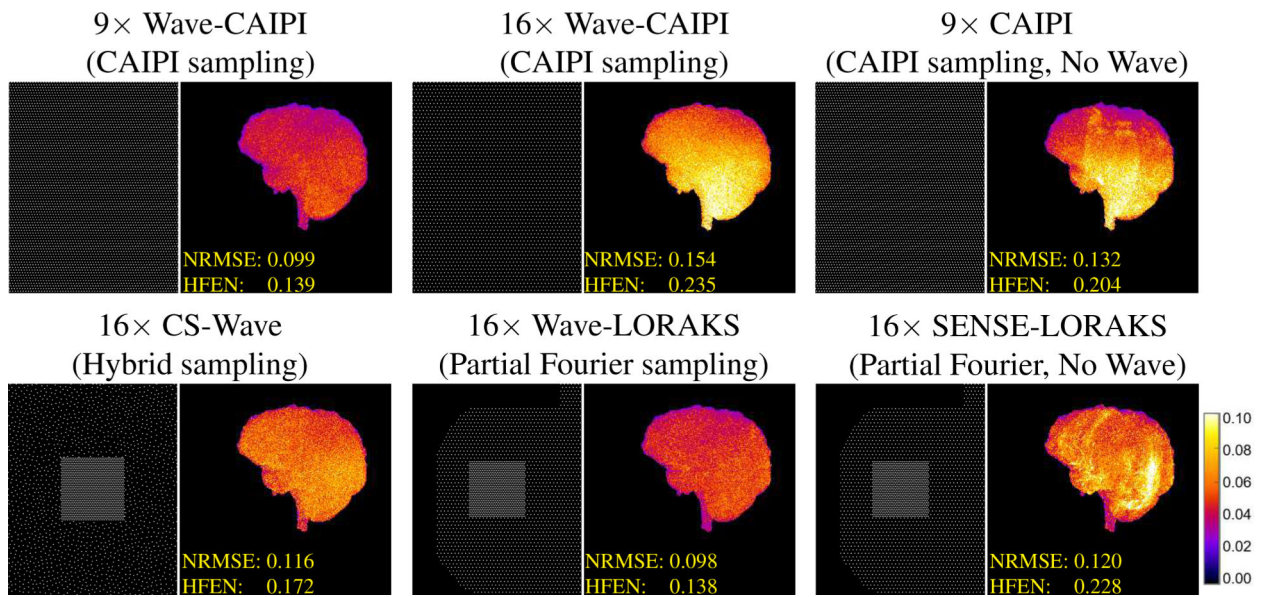 9× Wave-CAIPI
(CAIPI sampling)
16× Wave-CAIPI
(CAIPI sampling)
9× CAIPI
(CAIPI sampling, No Wave)
NRMSE: 0.099
HFEN: 0.139
NRMSE: 0.154
HFEN: 0.235
NRMSE: 0.132
HFEN: 0.204
16× CS-Wave
(Hybrid sampling)
16× Wave-LORAKS
(Partial Fourier sampling)
16× SENSE-LORAKS
(Partial Fourier, No Wave)
NRMSE: 0.116
HFEN: 0.172
NRMSE: 0.098
HFEN: 0.138
NRMSE: 0.120
HFEN: 0.228
0.10
0.08
0.06
0.04
0.02
0.00